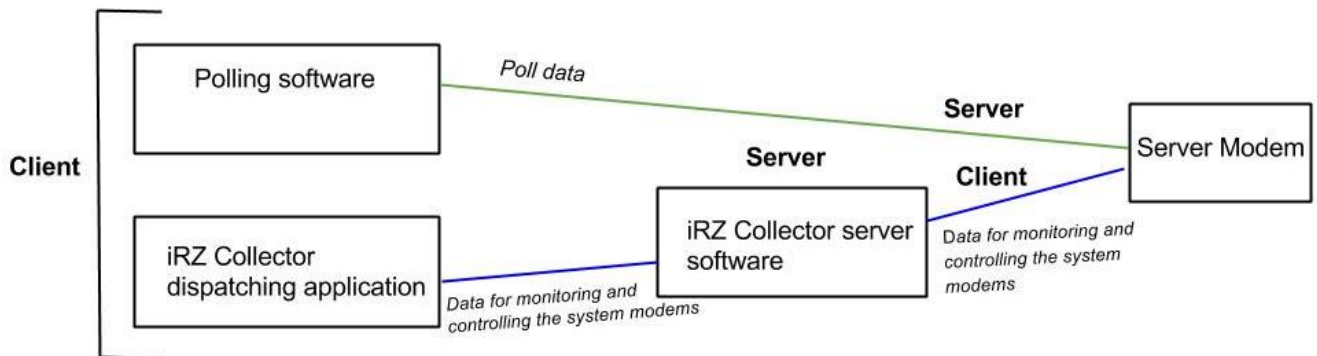 Polling software
Poll data
Server
Server Modem
Client
Server
Client
iRZ Collector server
software
Data for monitoring and
controlling the system
modems
iRZ Collector
dispatching application
Data for monitoring and
controlling the system modems